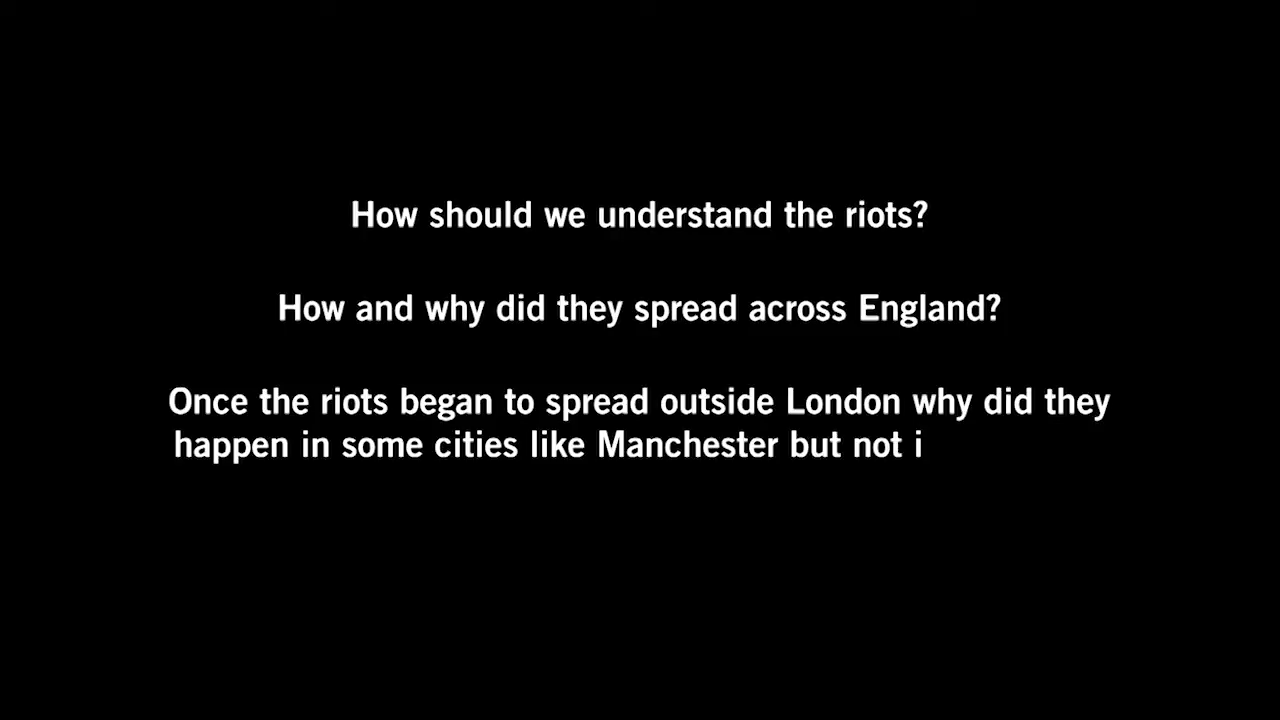 How should we understand the riots?
How and why did they spread across England?
Once the riots began to spread outside London why did they
happen in some cities like Manchester but not i